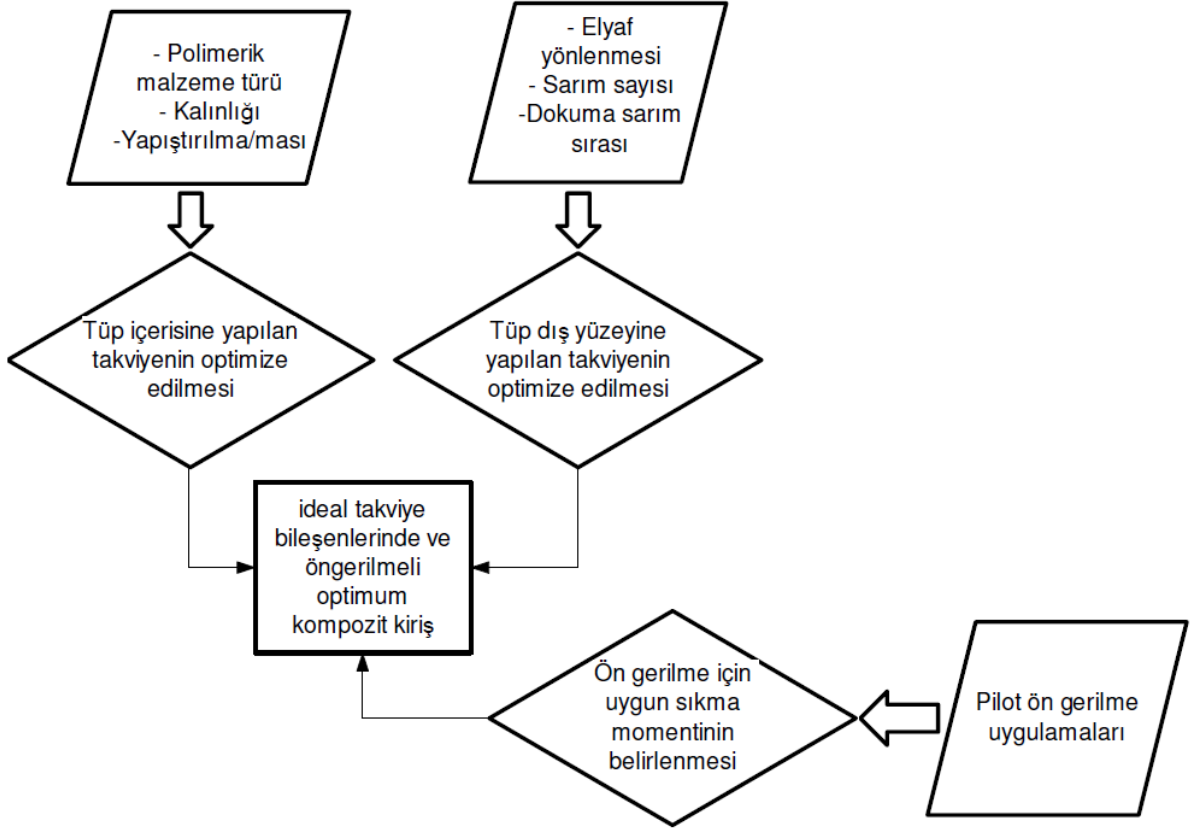 - Polimerik
malzeme türü
- Kalınlığı
-Yapıştırılma/ması
- Elyaf
yönlenmesi
- Sarım sayısı
-Dokuma sarım
sırası
Tüp içerisine yapılan
takviyenin optimize
edilmesi
Tüp dış yüzeyine
yapılan takviyenin
optimize edilmesi
ideal takviye
bileşenlerinde ve
öngerilmeli
optimum
kompozit kiriş
Ön gerilme için
uygun sıkma
momentinin
belirlenmesi
Pilot ön gerilme
uygulamaları